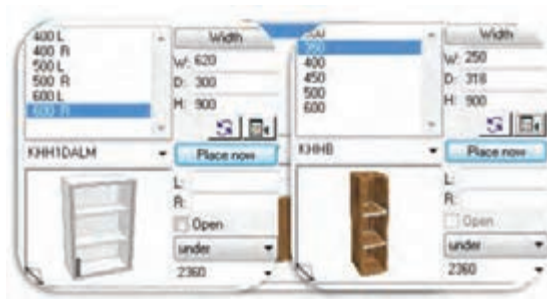 400 L
400 R
500 L
500 R
600 L
600 R
Width
W: 620
D: 300
H: 900
KHH1DALM
Place now
L:
R:
Open
under
2360
350
400
450
500
600
Width
W: 250
D: 318
H: 900
KHHB
Place now
L:
R:
Open
under
2360